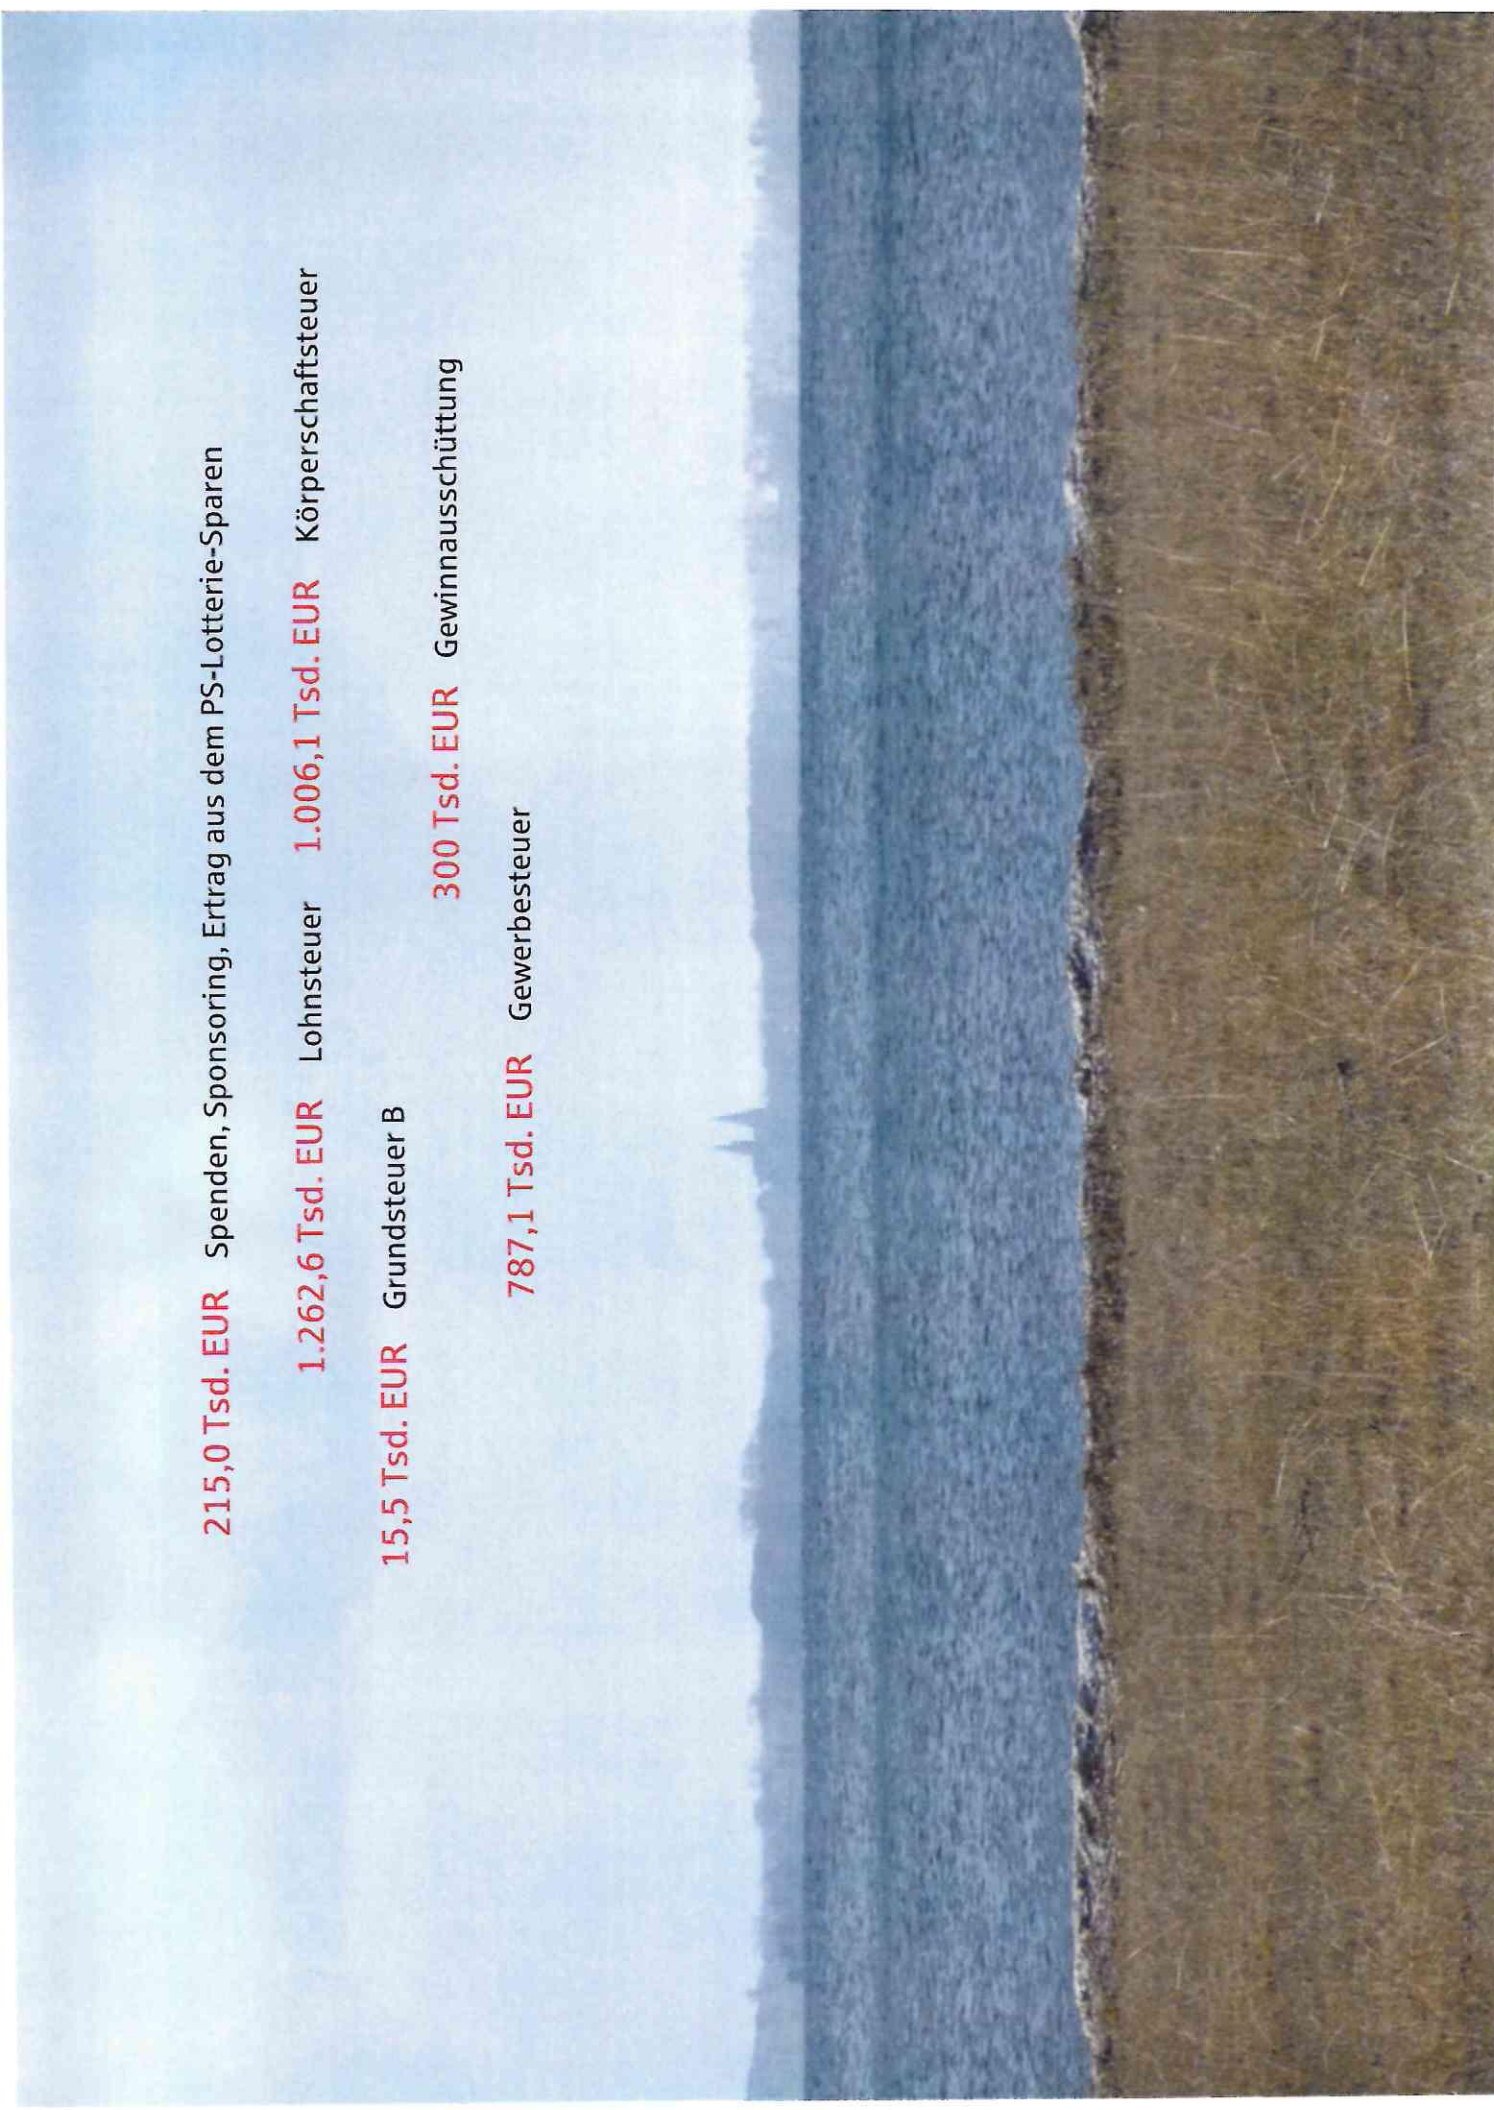 215,0 Tsd. EUR Spenden, Sponsoring, Ertrag aus dem PS-Lotterie-Sparen
1.262,6 Tsd. EUR Lohnsteuer 1.006,1 Tsd. EUR Körperschaftsteuer
15,5 Tsd. EUR Grundsteuer B
300 Tsd. EUR Gewinnausschüttung
787,1 Tsd. EUR Gewerbesteuer